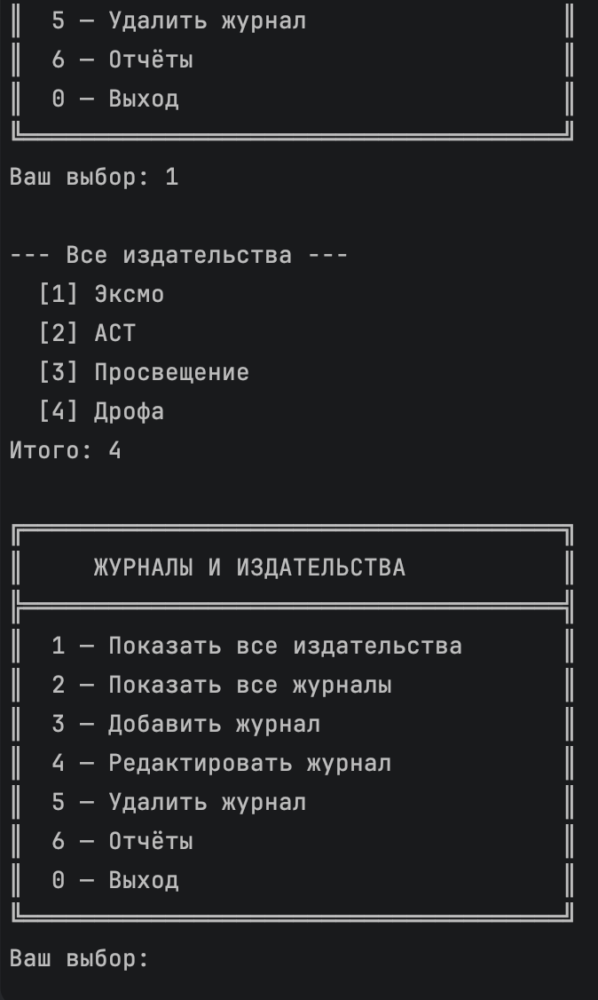 5 — Удалить журнал
6 — Отчёты
0 — Выход
Ваш выбор: 1
--- Все издательства ---
[1] Эксмо
[2] АСТ
[3] Просвещение
[4] Дрофа
Итого: 4
ЖУРНАЛЫ И ИЗДАТЕЛЬСТВА
1 — Показать все издательства
2 — Показать все журналы
3 — Добавить журнал
4 — Редактировать журнал
5 — Удалить журнал
6 — Отчёты
0 — Выход
Ваш выбор: